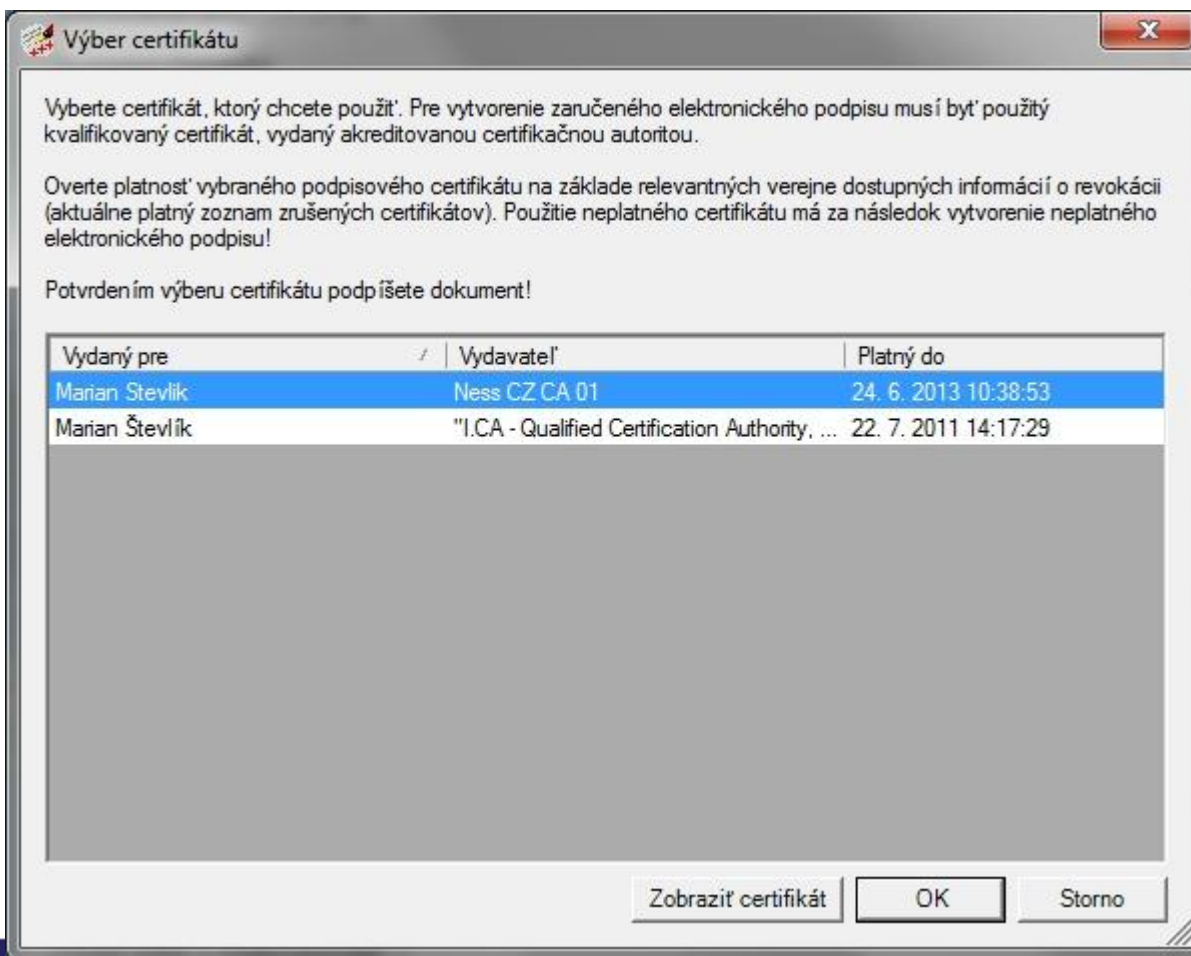 Výber certifikátu
Vyberte certifikát, ktorý chcete použiť. Pre vytvorenie zaručeného elektronického podpisu musí byť použitý
kvalifikovaný certifikát, vydaný akreditovanou certifikačnou autoritou.
Overte platnosť vybraného podpisového certifikátu na základe relevantných verejne dostupných informácií o revokácii
(aktuálne platný zoznam zrušených certifikátov). Použitie neplatného certifikátu má za následok vytvorenie neplatného
elektronického podpisu!
Potvrdením výberu certifikátu podpíšete dokument!
Vydaný pre Vydavateľ Platný do
Marian Stevlik Ness CZ CA 01 24. 6. 2013 10:38:53
Marian Števlík "I.CA - Qualified Certification Authority, ... 22. 7. 2011 14:17:29
Zobraziť certifikát OK Storno